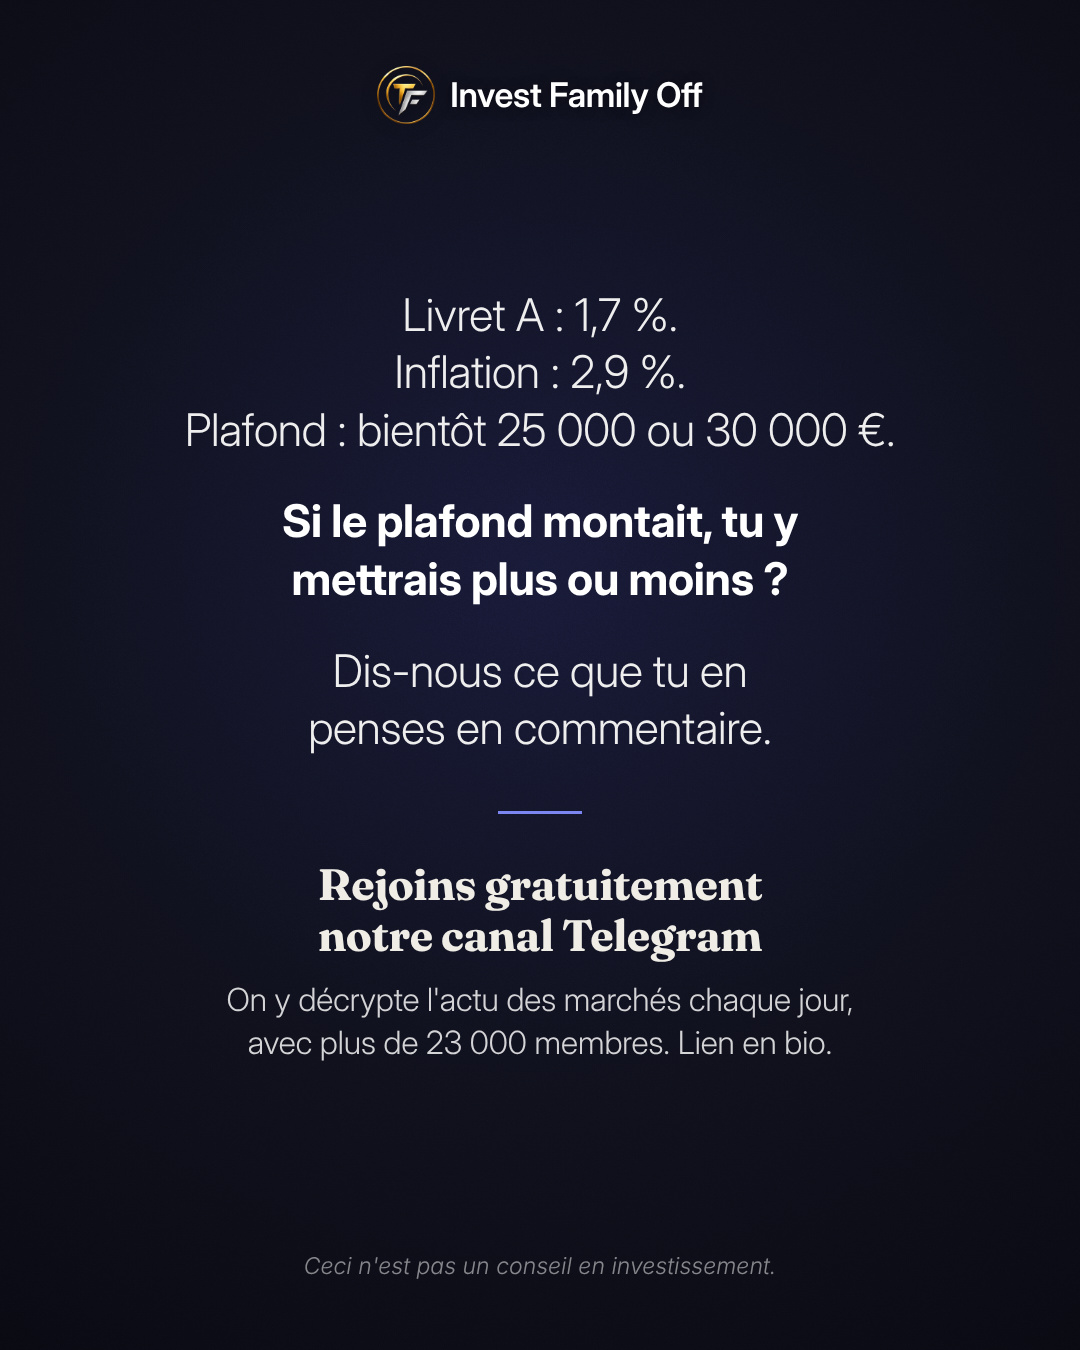 TF Invest Family Off
Livret A : 1,7 %.
Inflation : 2,9 %.
Plafond : bientôt 25 000 ou 30 000 €.
Si le plafond montait, tu y
mettrais plus ou moins ?
Dis-nous ce que tu en
penses en commentaire.
Rejoins gratuitement
notre canal Telegram
On y décrypte l'actu des marchés chaque jour,
avec plus de 23 000 membres. Lien en bio.
Ceci n'est pas un conseil en investissement.